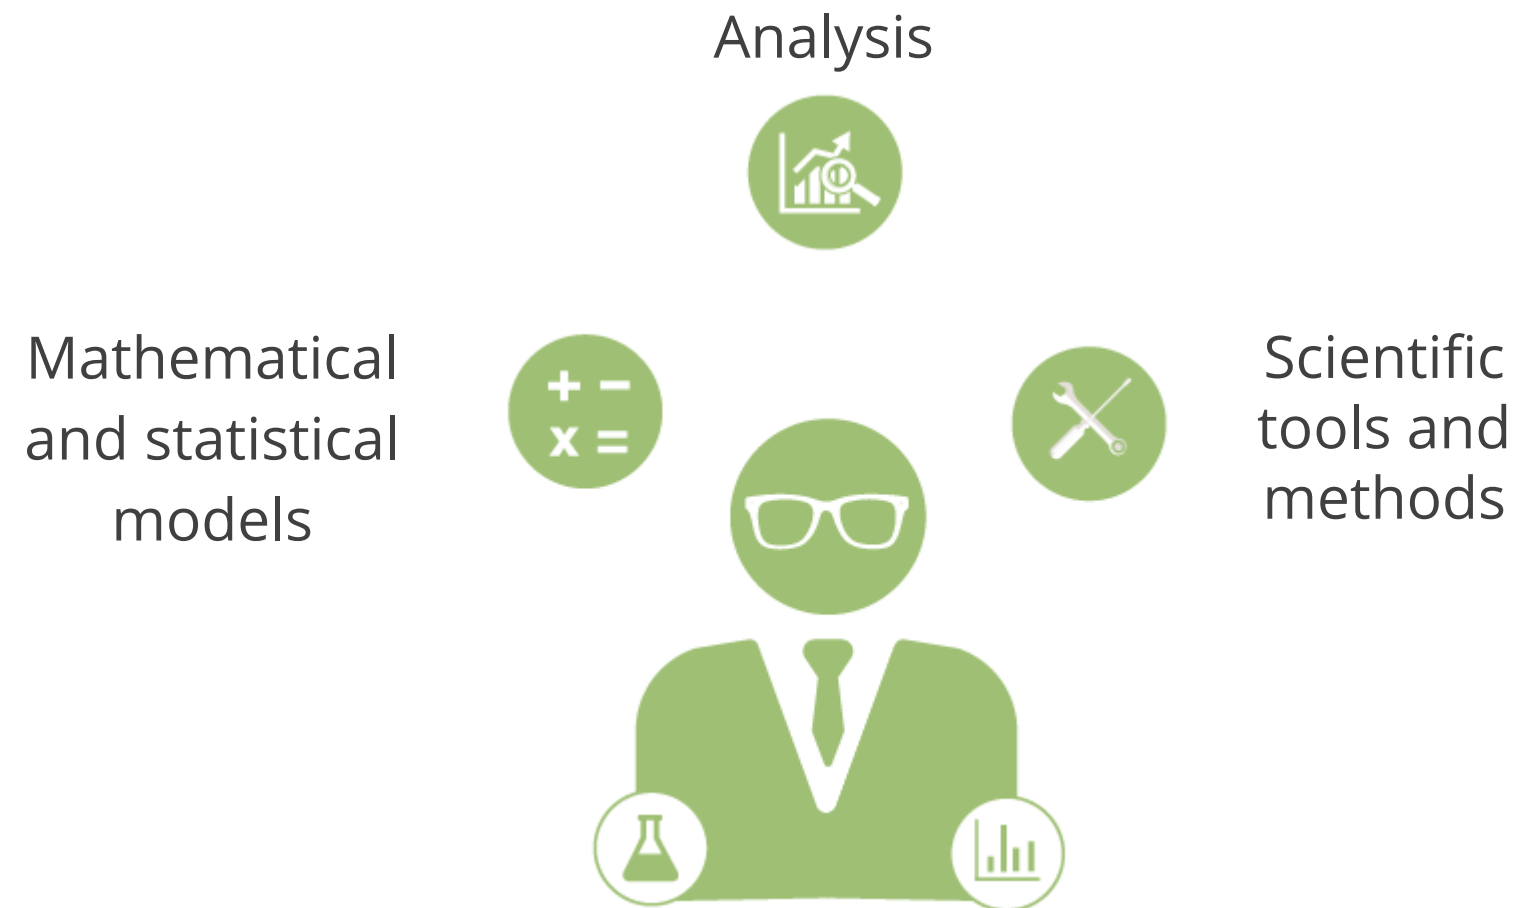 Analysis
Mathematical
and statistical
models
Scientific
tools and
methods